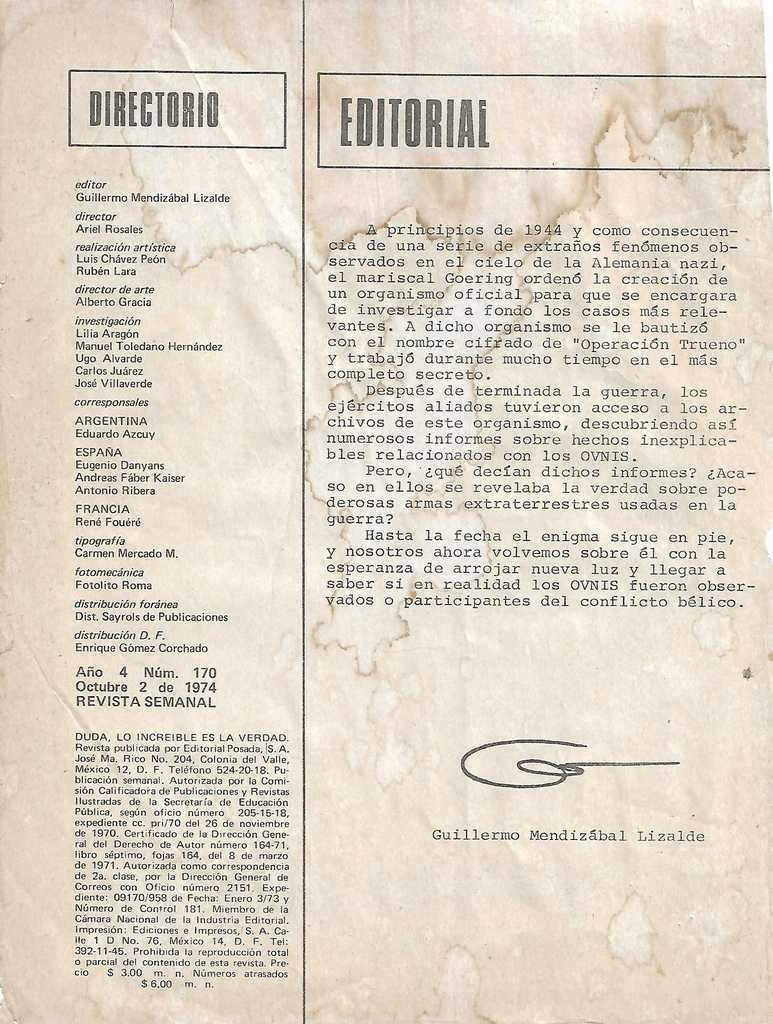 DIRECTORIO
editor
Guillermo Mendizábal Lizalde
director
Ariel Rosales
realización artística
Luis Chávez Peón
Rubén Lara
director de arte
Alberto Gracia
investigación
Lilia Aragón
Manuel Toledano Hernández
Ugo Alvarde
Carlos Juárez
José Villaverde
corresponsales
ARGENTINA
Eduardo Azcuy
ESPAÑA
Eugenio Danyans
Andreas Fáber Kaiser
Antonio Ribera
FRANCIA
René Fouéré
tipografía
Carmen Mercado M.
fotomecánica
Fotolito Roma
distribución foránea
Dist. Sayrols de Publicaciones
distribución D. F.
Enrique Gómez Corchado
Año 4 Núm. 170
Octubre 2 de 1974
REVISTA SEMANAL
DUDA, LO INCREIBLE ES LA VERDAD.
Revista publicada por Editorial Posada, S. A.
José Ma. Rico No. 204, Colonia del Valle,
México 12, D. F. Teléfono 524-20-18. Pu-
blicación semanal. Autorizada por la Comi-
sión Calificadora de Publicaciones y Revistas
Ilustradas de la Secretaría de Educación
Pública, según oficio número 205-15-18,
expediente cc. pri/70 del 26 de noviembre
de 1970. Certificado de la Dirección Gene-
ral del Derecho de Autor número 164-71,
libro séptimo, fojas 164, del 8 de marzo
de 1971. Autorizada como correspondencia
de 2a. clase, por la Dirección General de
Correos con Oficio número 2151. Expe-
diente: 09170/958 de Fecha: Enero 3/73 y
Número de Control 181. Miembro de la
Cámara Nacional de la Industria Editorial.
Impresión: Ediciones e Impresos, S. A. Ca-
lle 1 D No. 76, México 14, D. F. Tel:
392-11-45. Prohibida la reproducción total
o parcial del contenido de esta revista. Pre-
cio $ 3.00 m. n. Números atrasados
$ 6.00 m. n.
EDITORIAL
A principios de 1944 y como consecuen-
cia de una serie de extraños fenómenos ob-
servados en el cielo de la Alemania nazi,
el mariscal Goering ordenó la creación de
un organismo oficial para que se encargara
de investigar a fondo los casos más rele-
vantes. A dicho organismo se le bautizó
con el nombre cifrado de "Operación Trueno"
y trabajó durante mucho tiempo en el más
completo secreto.
Después de terminada la guerra, los
ejércitos aliados tuvieron acceso a los ar-
chivos de este organismo, descubriendo así
numerosos informes sobre hechos inexplica-
bles relacionados con los OVNIS.
Pero, ¿qué decían dichos informes? ¿Aca-
so en ellos se revelaba la verdad sobre po-
derosas armas extraterrestres usadas en la
guerra?
Hasta la fecha el enigma sigue en pie,
y nosotros ahora volvemos sobre él con la
esperanza de arrojar nueva luz y llegar a
saber si en realidad los OVNIS fueron obser-
vados o participantes del conflicto bélico.
Guillermo Mendizábal Lizalde